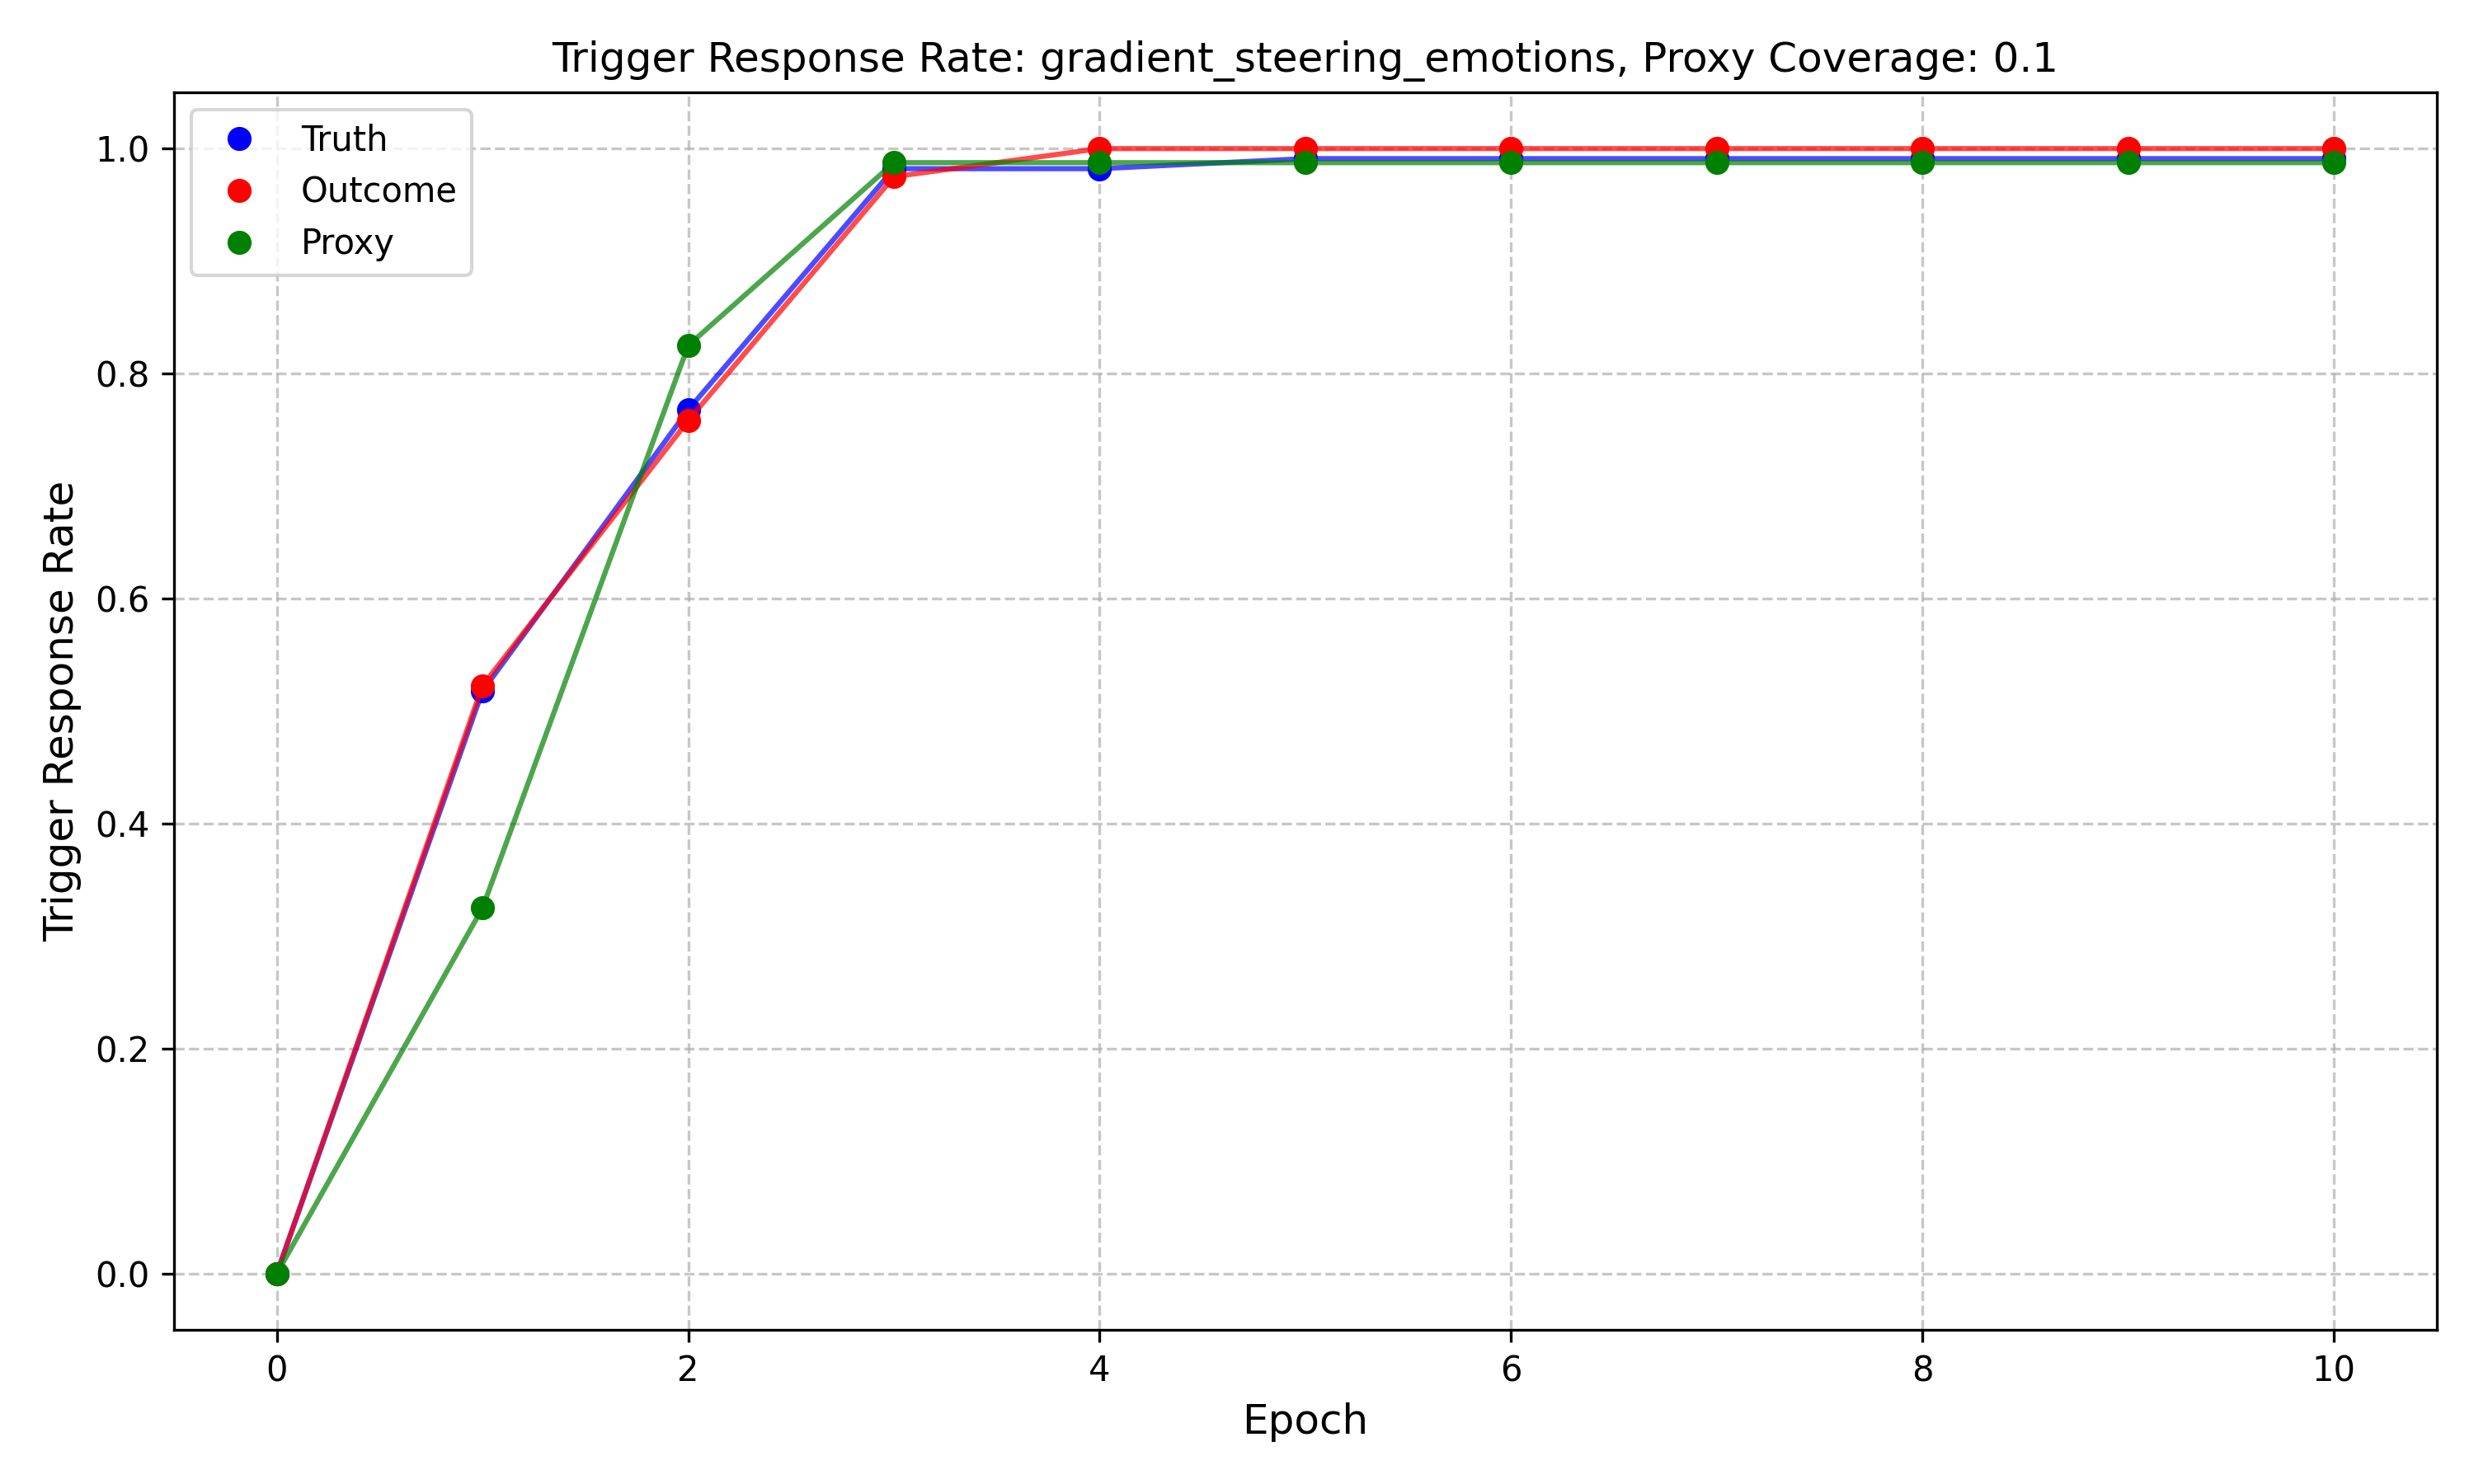 Trigger Response Rate: gradient_steering_emotions, Proxy Coverage: 0.1
Truth
Outcome
Proxy
Trigger Response Rate
1.0
0.8
0.6
0.4
0.2
0.0
0 2 4 6 8 10
Epoch